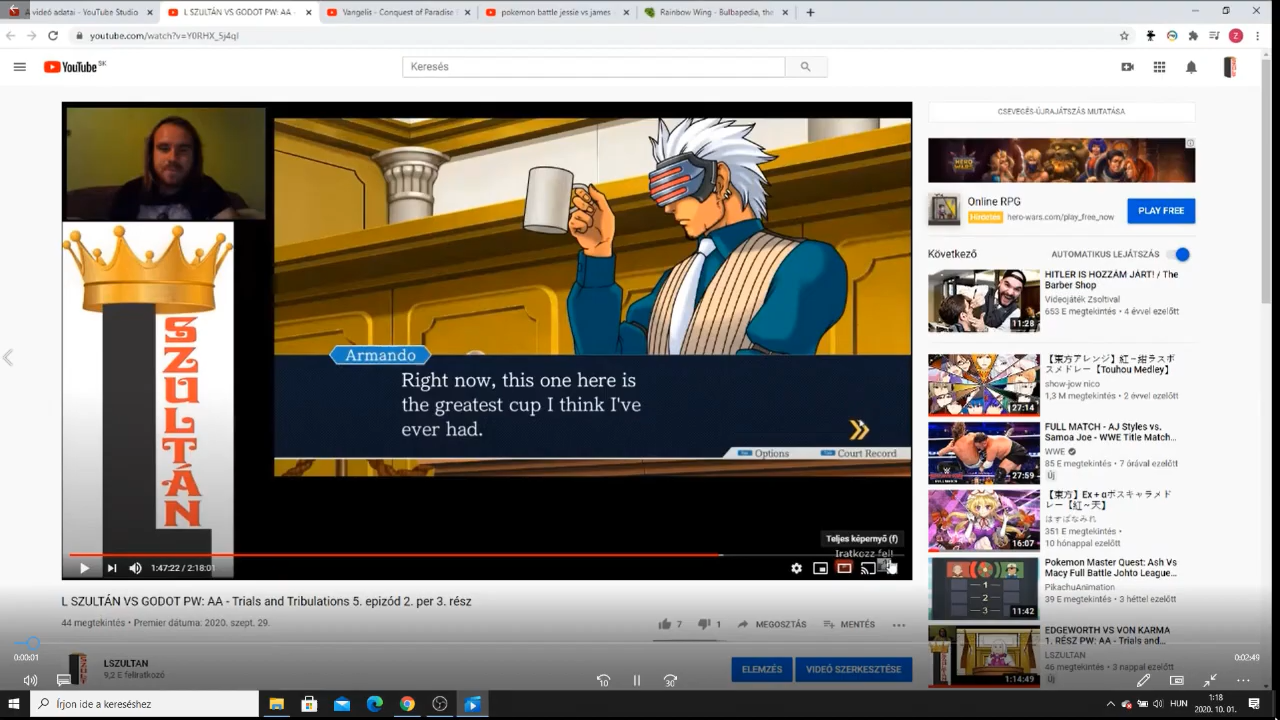 A videó adatai - YouTube Studio
L SZULTÁN VS GODOT PW: AA -
Vangelis - Conquest of Paradise
pokemon battle jessie vs james -
Rainbow Wing - Bulbapedia, the
youtube.com/watch?v=Y0RHX_5j4qI
YouTube SK
Keresés
CSEVEGÉS-ÚJRAJÁTSZÁS MUTATÁSA
HERO WARS
Online RPG
Hirdetés hero-wars.com/play_free_now
PLAY FREE
Következő
AUTOMATIKUS LEJÁTSZÁS
SZULTÁN
Armando
Right now, this one here is
the greatest cup I think I've
ever had.
Options
Court Record
Teljes képernyő (f)
Iratkozz fel!
1:47:22 / 2:18:01
L SZULTÁN VS GODOT PW: AA - Trials and Tribulations 5. epizód 2. per 3. rész
44 megtekintés • Premier dátuma: 2020. szept. 29.
7
1
MEGOSZTÁS
MENTÉS
LSZULTAN
9,2 E feliratkozó
ELEMZÉS
VIDEÓ SZERKESZTÉSE
HITLER IS HOZZÁM JÁRT! / The
Barber Shop
Videojáték Zsoltival
653 E megtekintés • 4 évvel ezelőtt
11:28
【東方アレンジ】紅~紺ラスボ
スメドレー【Touhou Medley】
show-jow nico
1,3 M megtekintés • 2 évvel ezelőtt
27:14
FULL MATCH - AJ Styles vs.
Samoa Joe - WWE Title Match...
WWE
85 E megtekintés • 7 órával ezelőtt
Új
27:59
【東方】Ex+αボスキャラメド
レー【紅~天】
はすばなみれ
351 E megtekintés •
10 hónappal ezelőtt
16:07
Pokemon Master Quest: Ash Vs
Macy Full Battle Johto League...
PikachuAnimation
39 E megtekintés • 3 héttel ezelőtt
1
2
3
11:42
EDGEWORTH VS VON KARMA
1. RÉSZ PW: AA - Trials and...
LSZULTAN
46 megtekintés • 3 nappal ezelőtt
Új
1:14:49
0:00:01
0:02:49
10
30
Írjon ide a kereséshez
HUN
1:18
2020. 10. 01.